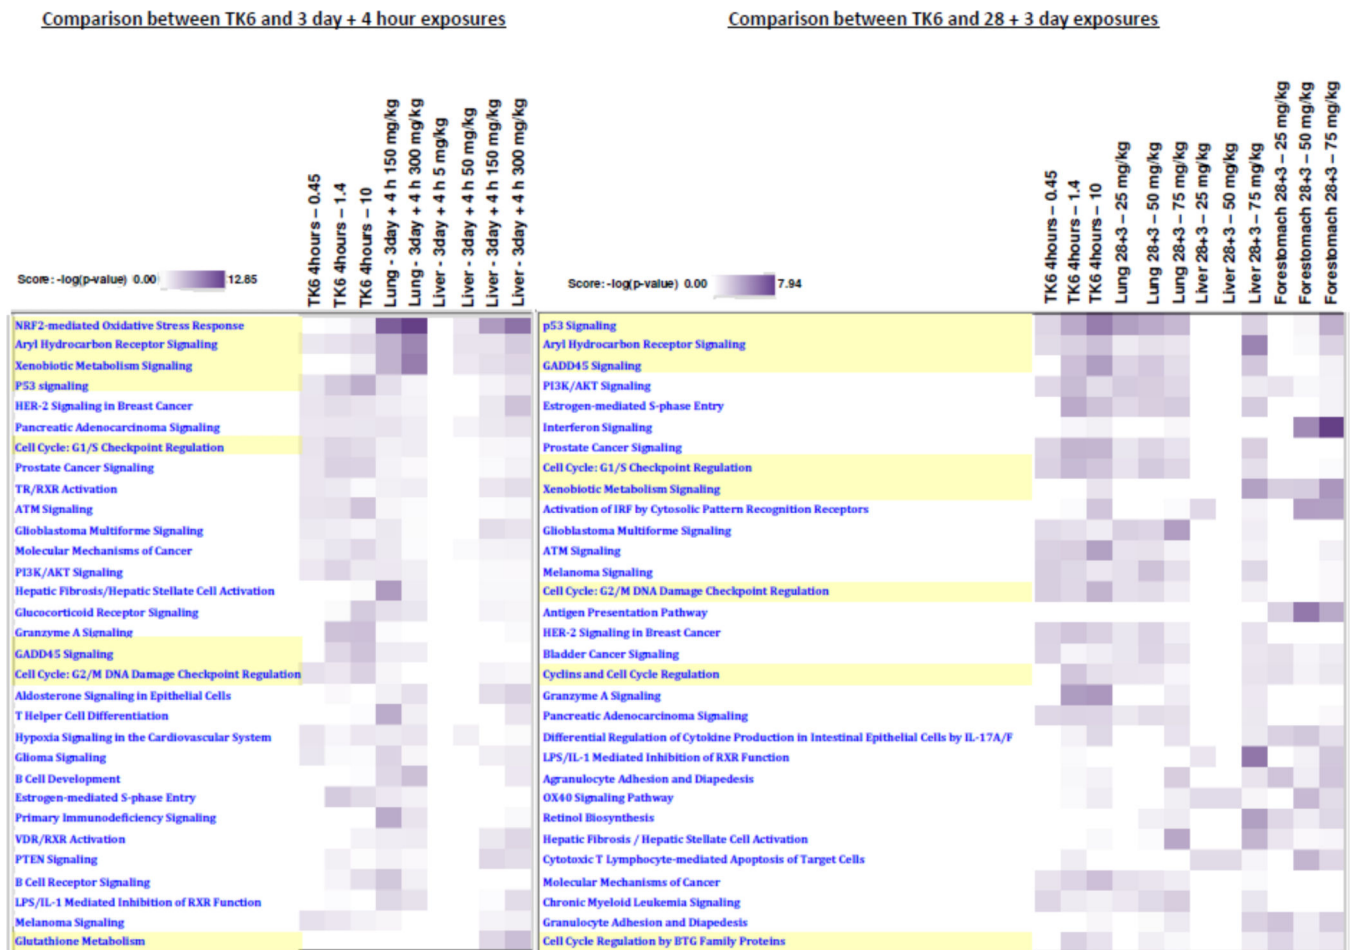 Comparison between TK6 and 3 day + 4 hour exposures
TK6 4hours – 0.45
TK6 4hours – 1.4
TK6 4hours – 10
Lung - 3day + 4 h 150 mg/kg
Lung - 3day + 4 h 300 mg/kg
Liver - 3day + 4 h 5 mg/kg
Liver - 3day + 4 h 50 mg/kg
Liver - 3day + 4 h 150 mg/kg
Liver - 3day + 4 h 300 mg/kg
Score: -log(p-value) 0.00 12.85
NRF2-mediated Oxidative Stress Response
Aryl Hydrocarbon Receptor Signaling
Xenobiotic Metabolism Signaling
P53 signaling
HER-2 Signaling in Breast Cancer
Pancreatic Adenocarcinoma Signaling
Cell Cycle: G1/S Checkpoint Regulation
Prostate Cancer Signaling
TR/RXR Activation
ATM Signaling
Glioblastoma Multiforme Signaling
Molecular Mechanisms of Cancer
PI3K/AKT Signaling
Hepatic Fibrosis/Hepatic Stellate Cell Activation
Glucocorticoid Receptor Signaling
Granzyme A Signaling
GADD45 Signaling
Cell Cycle: G2/M DNA Damage Checkpoint Regulation
Aldosterone Signaling in Epithelial Cells
T Helper Cell Differentiation
Hypoxia Signaling in the Cardiovascular System
Glioma Signaling
B Cell Development
Estrogen-mediated S-phase Entry
Primary Immunodeficiency Signaling
VDR/RXR Activation
PTEN Signaling
B Cell Receptor Signaling
LPS/IL-1 Mediated Inhibition of RXR Function
Melanoma Signaling
Glutathione Metabolism
Comparison between TK6 and 28 + 3 day exposures
TK6 4hours – 0.45
TK6 4hours – 1.4
TK6 4hours – 10
Lung 28+3 – 25 mg/kg
Lung 28+3 – 50 mg/kg
Lung 28+3 – 75 mg/kg
Liver 28+3 – 25 mg/kg
Liver 28+3 – 50 mg/kg
Liver 28+3 – 75 mg/kg
Forestomach 28+3 – 25 mg/kg
Forestomach 28+3 – 50 mg/kg
Forestomach 28+3 – 75 mg/kg
Score: -log(p-value) 0.00 7.94
p53 Signaling
Aryl Hydrocarbon Receptor Signaling
GADD45 Signaling
PI3K/AKT Signaling
Estrogen-mediated S-phase Entry
Interferon Signaling
Prostate Cancer Signaling
Cell Cycle: G1/S Checkpoint Regulation
Xenobiotic Metabolism Signaling
Activation of IRF by Cytosolic Pattern Recognition Receptors
Glioblastoma Multiforme Signaling
ATM Signaling
Melanoma Signaling
Cell Cycle: G2/M DNA Damage Checkpoint Regulation
Antigen Presentation Pathway
HER-2 Signaling in Breast Cancer
Bladder Cancer Signaling
Cyclins and Cell Cycle Regulation
Granzyme A Signaling
Pancreatic Adenocarcinoma Signaling
Differential Regulation of Cytokine Production in Intestinal Epithelial Cells by IL-17A/F
LPS/IL-1 Mediated Inhibition of RXR Function
Agranulocyte Adhesion and Diapedesis
OX40 Signaling Pathway
Retinol Biosynthesis
Hepatic Fibrosis / Hepatic Stellate Cell Activation
Cytotoxic T Lymphocyte-mediated Apoptosis of Target Cells
Molecular Mechanisms of Cancer
Chronic Myeloid Leukemia Signaling
Granulocyte Adhesion and Diapedesis
Cell Cycle Regulation by BTG Family Proteins